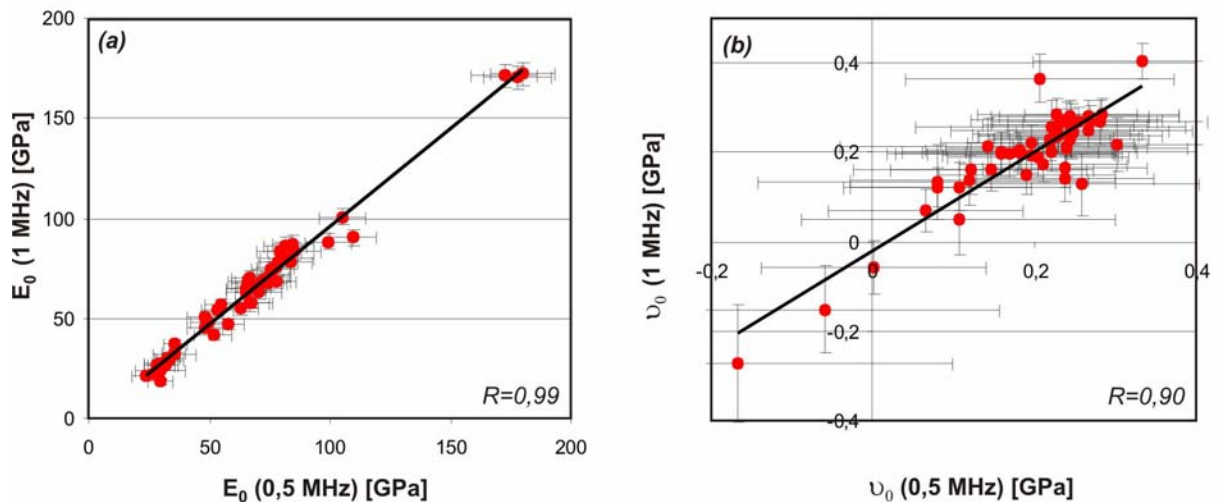 (a)
200
150
100
50
0
0 50 100 150 200
E₀ (1 MHz) [GPa]
E₀ (0,5 MHz) [GPa]
R=0,99
(b)
0,4
0,2
0
-0,2
-0,4
-0,2 0 0,2 0,4
υ₀ (1 MHz) [GPa]
υ₀ (0,5 MHz) [GPa]
R=0,90